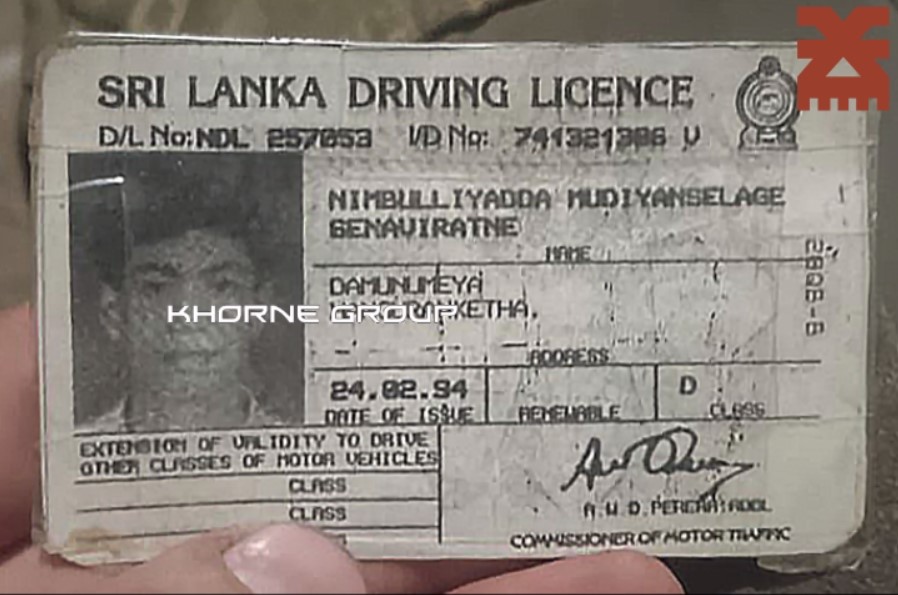 SRI LANKA DRIVING LICENCE
D/L No: NDL 257053 I/D No: 741321386 V
NIMBULLIYADDA MUDIYANSELAGE
SENAVIRATNE
NAME
DAMUNUMEYA
KHORNE GROUP
ADDRESS
28QB-B
24.02.94 D
DATE OF ISSUE RENEWABLE CLASS
EXTENSION OF VALIDITY TO DRIVE
OTHER CLASSES OF MOTOR VEHICLES
CLASS
CLASS
A.W.D. PERERA
COMMISSIONER OF MOTOR TRAFFIC